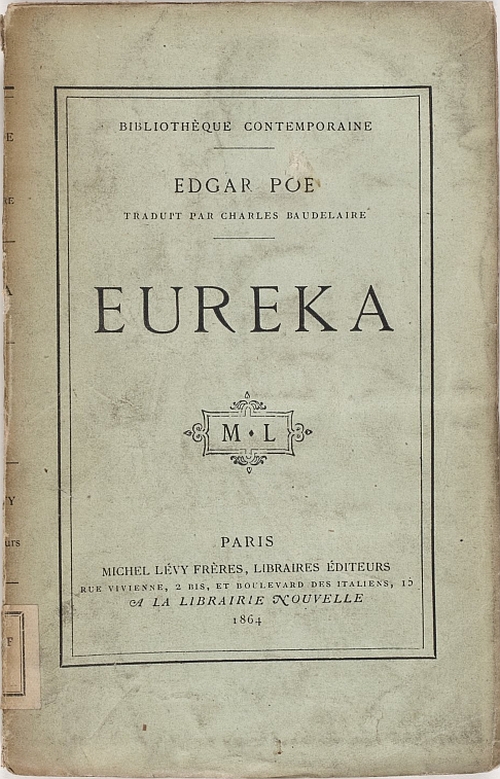 BIBLIOTHÈQUE CONTEMPORAINE
EDGAR POE
TRADUIT PAR CHARLES BAUDELAIRE
EUREKA
M • L
PARIS
MICHEL LÉVY FRÈRES, LIBRAIRES ÉDITEURS
RUE VIVIENNE, 2 BIS, ET BOULEVARD DES ITALIENS, 15
A LA LIBRAIRIE NOUVELLE
1864